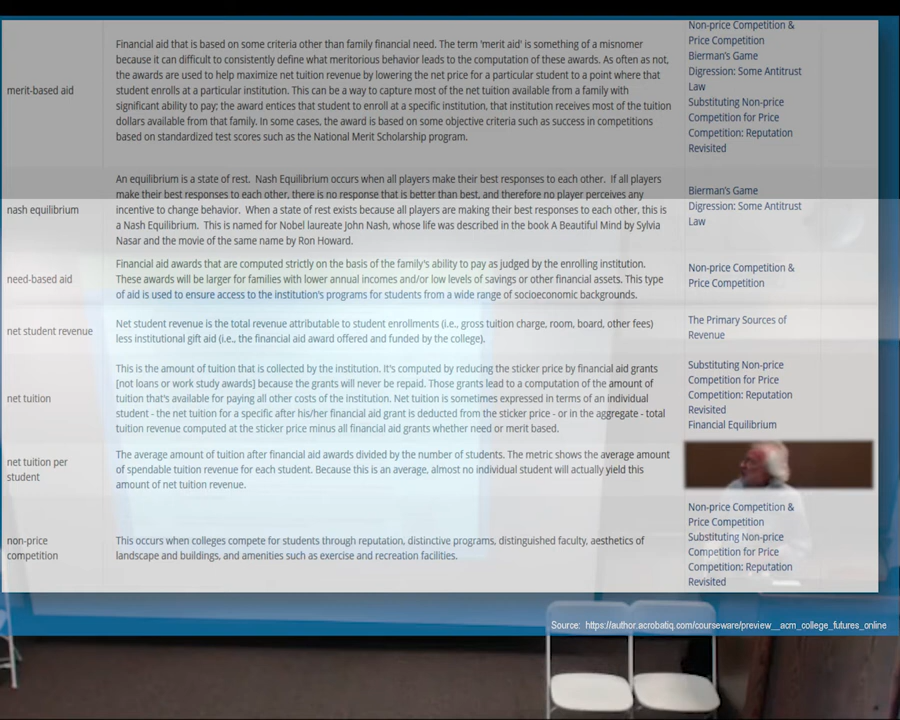 merit-based aid
Financial aid that is based on some criteria other than family financial need. The term 'merit aid' is something of a misnomer
because it can difficult to consistently define what meritorious behavior leads to the computation of these awards. As often as not,
the awards are used to help maximize net tuition revenue by lowering the net price for a particular student to a point where that
student enrolls at a particular institution. This can be a way to capture most of the net tuition available from a family with
significant ability to pay; the award entices that student to enroll at a specific institution, that institution receives most of the tuition
dollars available from that family. In some cases, the award is based on some objective criteria such as success in competitions
based on standardized test scores such as the National Merit Scholarship program.
Non-price Competition &
Price Competition
Bierman's Game
Digression: Some Antitrust
Law
Substituting Non-price
Competition for Price
Competition: Reputation
Revisited
nash equilibrium
An equilibrium is a state of rest. Nash Equilibrium occurs when all players make their best responses to each other. If all players
make their best responses to each other, there is no response that is better than best, and therefore no player perceives any
incentive to change behavior. When a state of rest exists because all players are making their best responses to each other, this is
a Nash Equilibrium. This is named for Nobel laureate John Nash, whose life was described in the book A Beautiful Mind by Sylvia
Nasar and the movie of the same name by Ron Howard.
Bierman's Game
Digression: Some Antitrust
Law
need-based aid
Financial aid awards that are computed strictly on the basis of the family's ability to pay as judged by the enrolling institution.
These awards will be larger for families with lower annual incomes and/or low levels of savings or other financial assets. This type
of aid is used to ensure access to the institution's programs for students from a wide range of socioeconomic backgrounds.
Non-price Competition &
Price Competition
net student revenue
Net student revenue is the total revenue attributable to student enrollments (i.e., gross tuition charge, room, board, other fees)
less institutional gift aid (i.e., the financial aid award offered and funded by the college).
The Primary Sources of
Revenue
net tuition
This is the amount of tuition that is collected by the institution. It's computed by reducing the sticker price by financial aid grants
[not loans or work study awards] because the grants will never be repaid. Those grants lead to a computation of the amount of
tuition that's available for paying all other costs of the institution. Net tuition is sometimes expressed in terms of an individual
student - the net tuition for a specific after his/her financial aid grant is deducted from the sticker price - or in the aggregate - total
tuition revenue computed at the sticker price minus all financial aid grants whether need or merit based.
Substituting Non-price
Competition for Price
Competition: Reputation
Revisited
Financial Equilibrium
net tuition per
student
The average amount of tuition after financial aid awards divided by the number of students. The metric shows the average amount
of spendable tuition revenue for each student. Because this is an average, almost no individual student will actually yield this
amount of net tuition revenue.
non-price
competition
This occurs when colleges compete for students through reputation, distinctive programs, distinguished faculty, aesthetics of
landscape and buildings, and amenities such as exercise and recreation facilities.
Non-price Competition &
Price Competition
Substituting Non-price
Competition for Price
Competition: Reputation
Revisited
Source: https://author.acrobatiq.com/courseware/preview__acm_college_futures_online